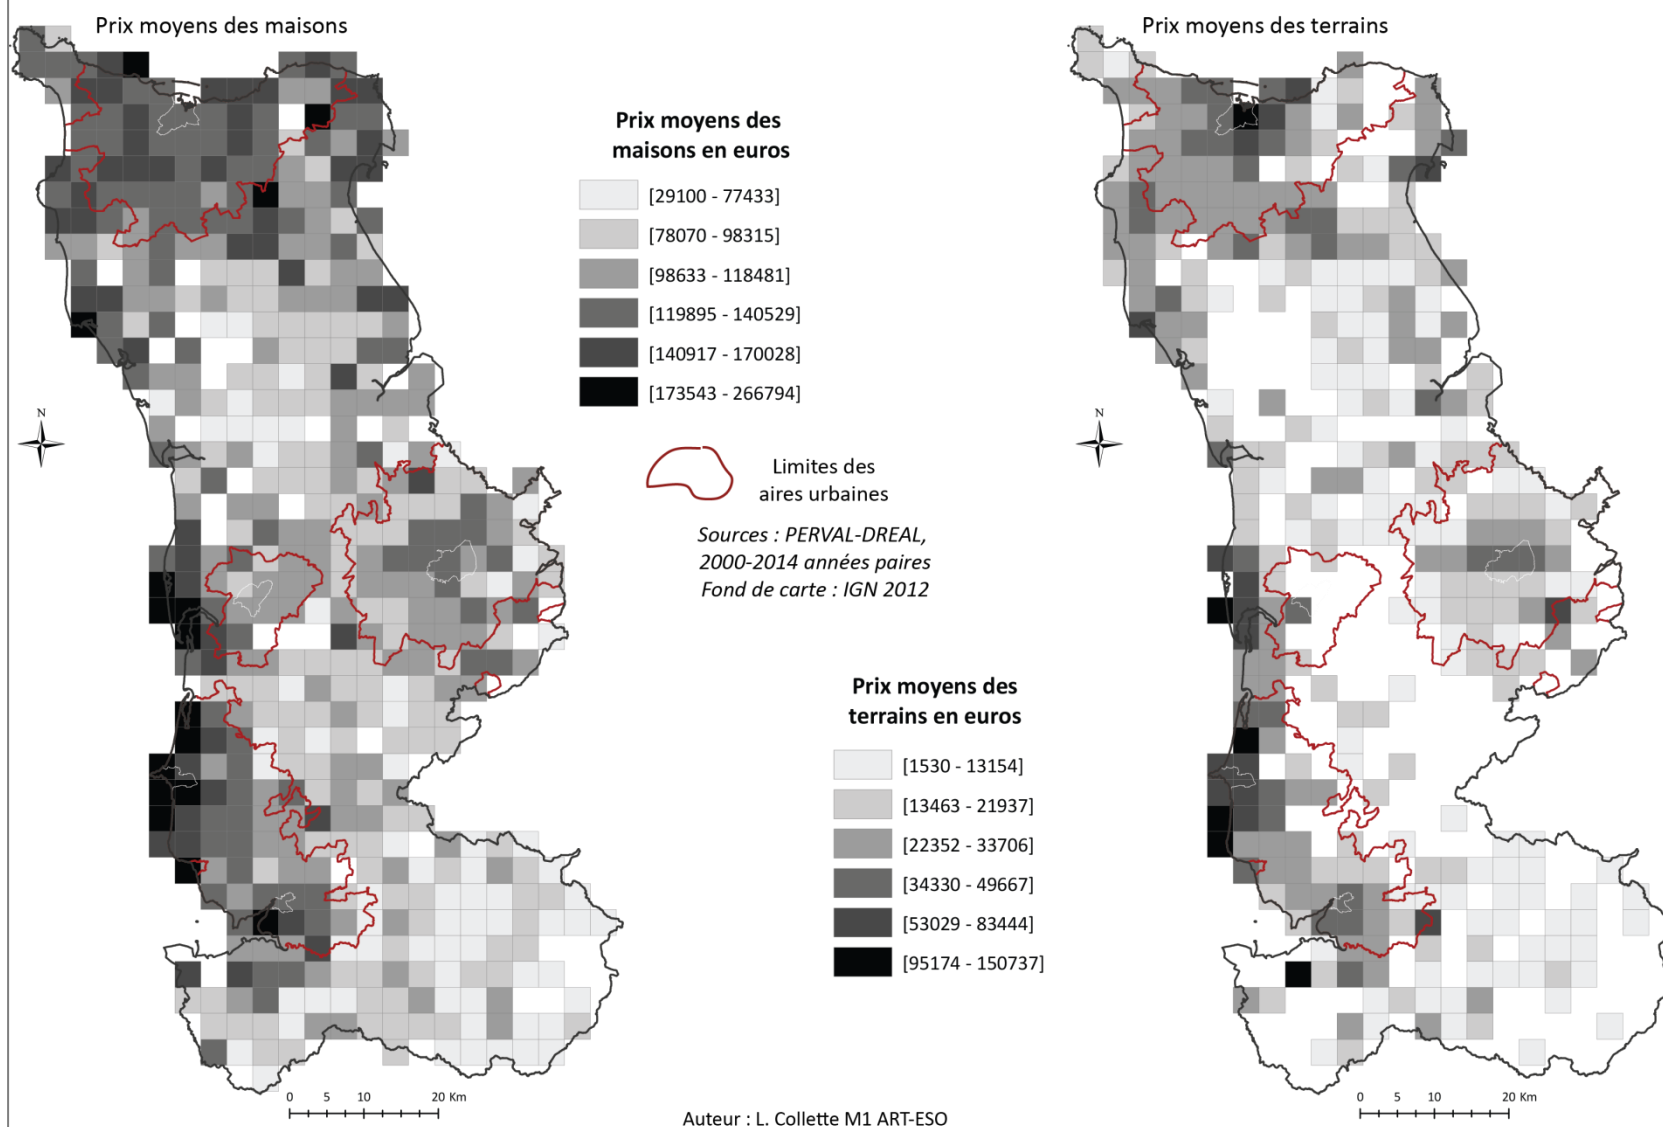 Prix moyens des maisons
Prix moyens des terrains
Prix moyens des
maisons en euros
[29100 - 77433]
[78070 - 98315]
[98633 - 118481]
[119895 - 140529]
[140917 - 170028]
[173543 - 266794]
N
N
Limites des
aires urbaines
Sources : PERVAL-DREAL,
2000-2014 années paires
Fond de carte : IGN 2012
Prix moyens des
terrains en euros
[1530 - 13154]
[13463 - 21937]
[22352 - 33706]
[34330 - 49667]
[53029 - 83444]
[95174 - 150737]
0 5 10 20 Km
0 5 10 20 Km
Auteur : L. Collette M1 ART-ESO